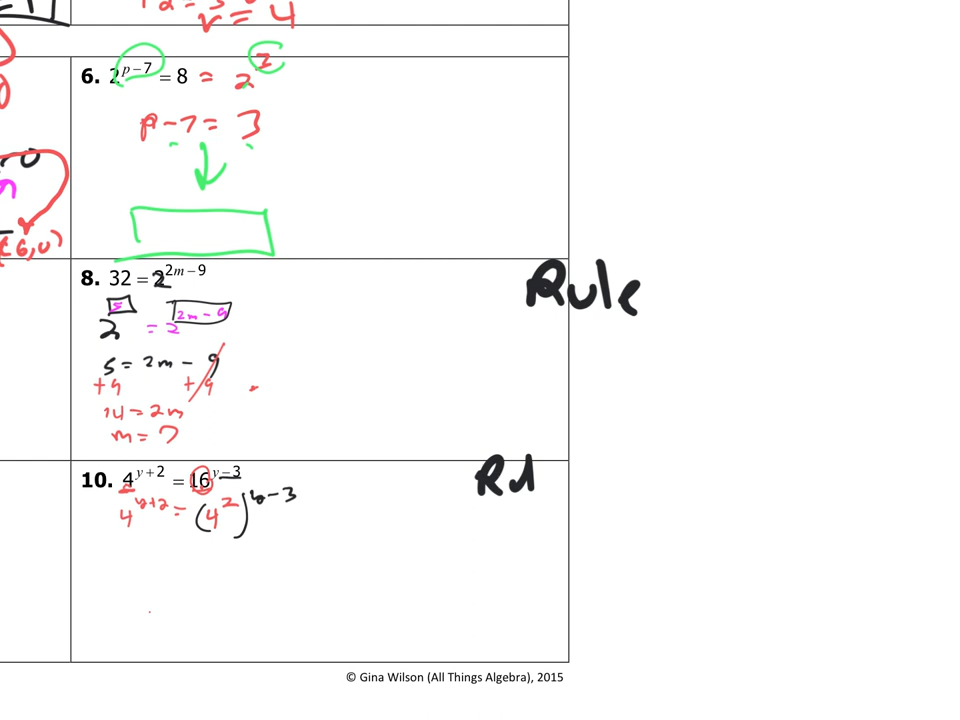 r = 4
6. 2^{p-7} = 8 = 2^3
p - 7 = 3
(6,0)
8. 32 = 2^{2m-9}
Rule
2^5 = 2^{2m-9}
5 = 2m - 9
+9 +9
14 = 2m
m = 7
10. 4^{y+2} = 16^{y-3}
4^{y+2} = (4^2)^{y-3}
© Gina Wilson (All Things Algebra), 2015